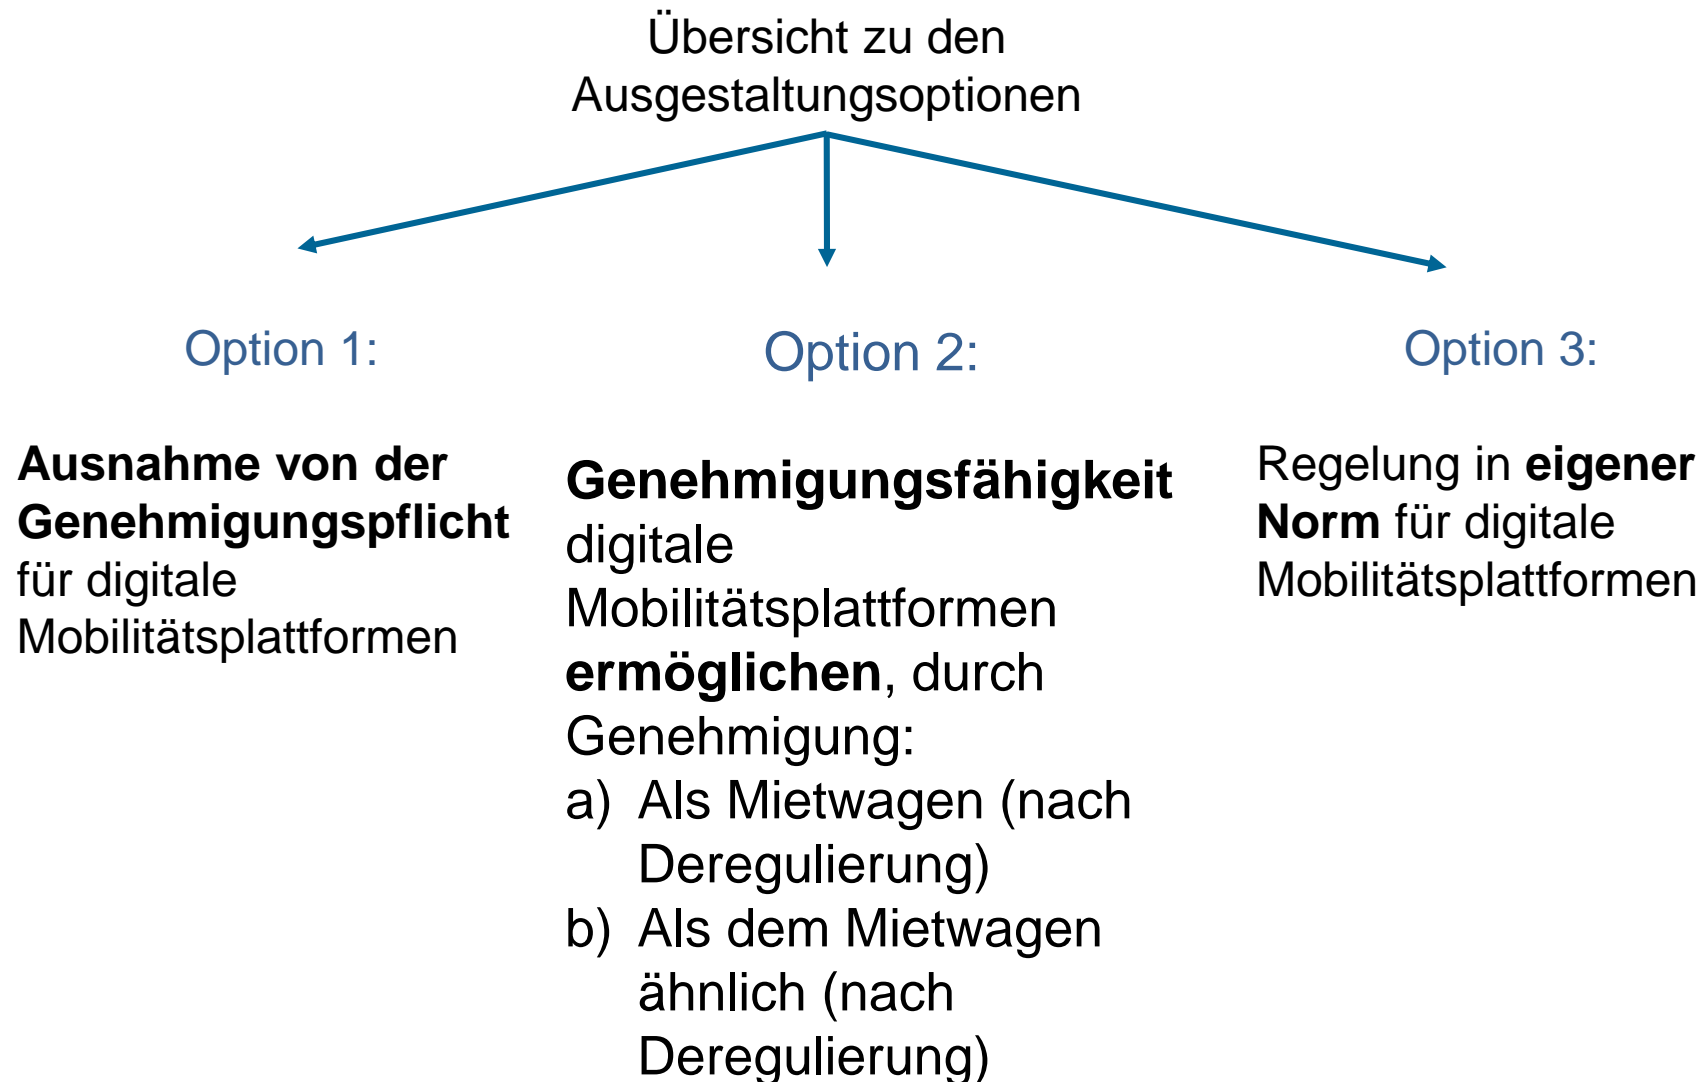 Übersicht zu den
Ausgestaltungsoptionen
Option 1:
Ausnahme von der
Genehmigungspflicht
für digitale
Mobilitätsplattformen
Option 2:
Genehmigungsfähigkeit
digitale
Mobilitätsplattformen
ermöglichen, durch
Genehmigung:
a) Als Mietwagen (nach
Deregulierung)
b) Als dem Mietwagen
ähnlich (nach
Deregulierung)
Option 3:
Regelung in eigener
Norm für digitale
Mobilitätsplattformen